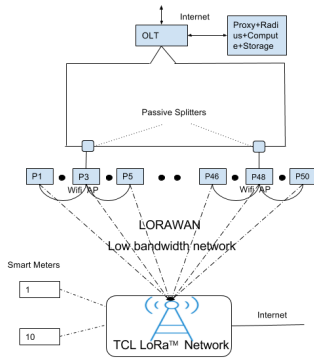 Internet
OLT
Proxy+Radi
us+Comput
e+Storage
Passive Splitters
P1
P3
P5
P46
P48
P50
Wifi AP
Wifi AP
LORAWAN
Low bandwidth network
Smart Meters
1
10
Internet
TCL LoRa™ Network